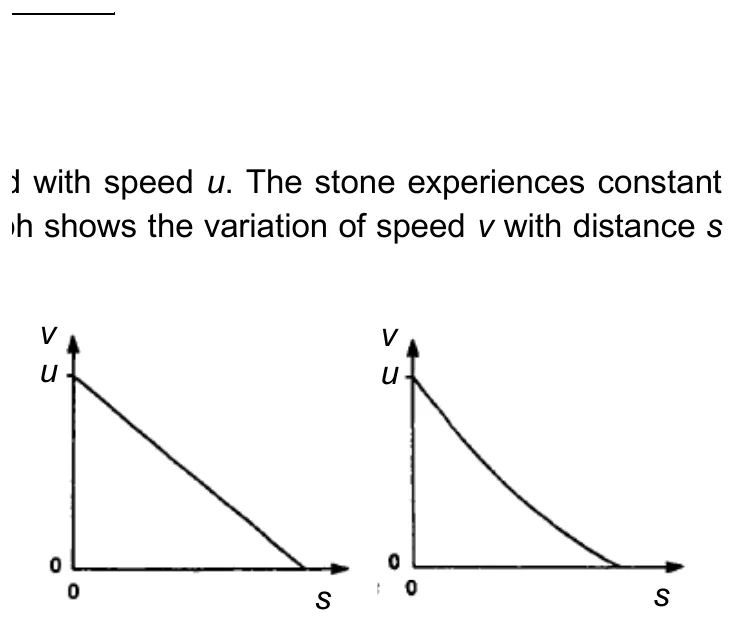 with speed u. The stone experiences constant
shows the variation of speed v with distance s
v v
u u
0 0
0 0
s s